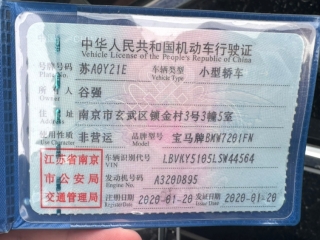 中华人民共和国机动车行驶证
Vehicle License of the People's Republic of China
号牌号码 苏A0Y21E 车辆类型 小型轿车
Plate No. Vehicle Type
所有人 谷强
Owner
住址 南京市玄武区锁金村3号3幢5室
Address
使用性质 非营运 品牌型号 宝马牌BMW7201FM
Use Character Model
江苏省南京市公安局交通管理局
车辆识别代号 LBVKY5105LSW44564
VIN
发动机号码 A3200895
Engine No.
注册日期 2020-01-20 发证日期 2020-01-20
Register Date Issue Date